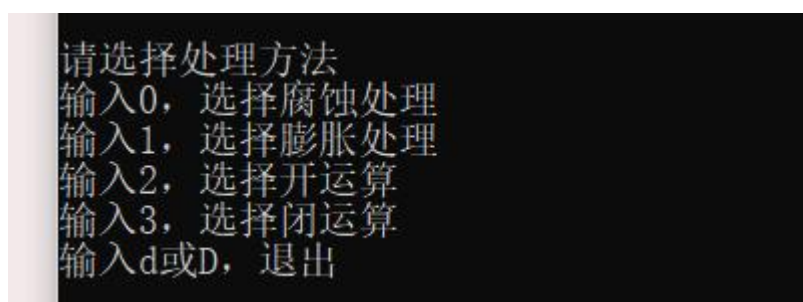 请选择处理方法
输入0，选择腐蚀处理
输入1，选择膨胀处理
输入2，选择开运算
输入3，选择闭运算
输入d或D，退出